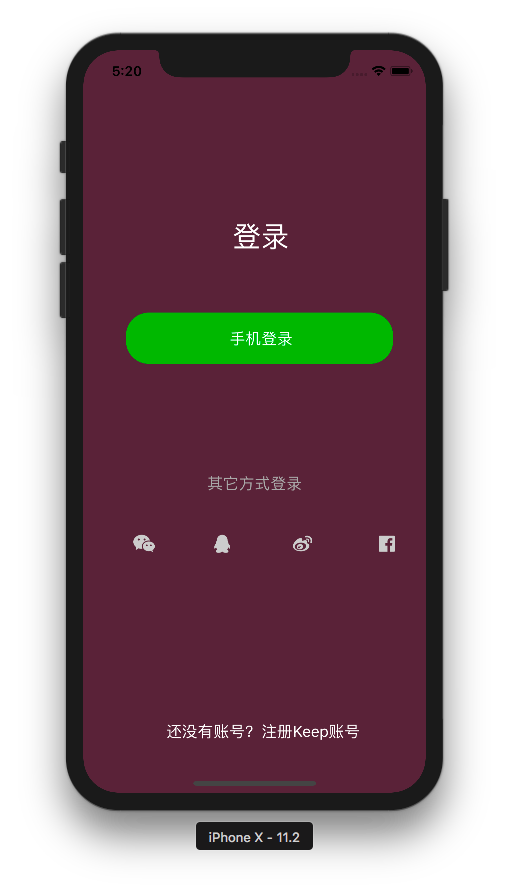 5:20
登录
手机登录
其它方式登录
还没有账号？注册Keep账号
iPhone X - 11.2